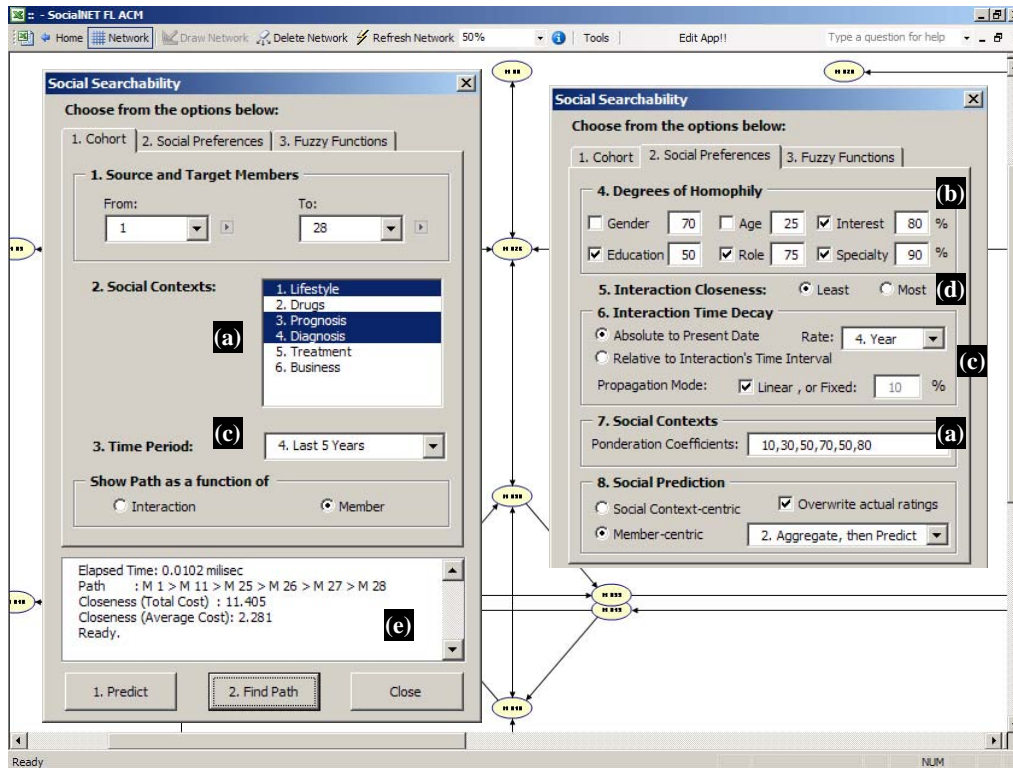 :: - SocialNET FL ACM
Home Network Draw Network Delete Network Refresh Network 50% Tools Edit App!! Type a question for help
Social Searchability
Choose from the options below:
1. Cohort 2. Social Preferences 3. Fuzzy Functions
1. Source and Target Members
From: To:
1 28
2. Social Contexts:
1. Lifestyle
2. Drugs
3. Prognosis
4. Diagnosis
5. Treatment
6. Business
(a)
(c)
3. Time Period: 4. Last 5 Years
Show Path as a function of
Interaction Member
Elapsed Time: 0.0102 milisec
Path : M 1 > M 11 > M 25 > M 26 > M 27 > M 28
Closeness (Total Cost) : 11.405
Closeness (Average Cost): 2.281
Ready.
(e)
1. Predict 2. Find Path Close
Social Searchability
Choose from the options below:
1. Cohort 2. Social Preferences 3. Fuzzy Functions
4. Degrees of Homophily (b)
Gender 70 Age 25 Interest 80 %
Education 50 Role 75 Specialty 90 %
5. Interaction Closeness: Least Most (d)
6. Interaction Time Decay
Absolute to Present Date Rate: 4. Year
Relative to Interaction's Time Interval (c)
Propagation Mode: Linear , or Fixed: 10 %
7. Social Contexts
Ponderation Coefficients: 10,30,50,70,50,80 (a)
8. Social Prediction
Social Context-centric Overwrite actual ratings
Member-centric 2. Aggregate, then Predict
Ready NUM